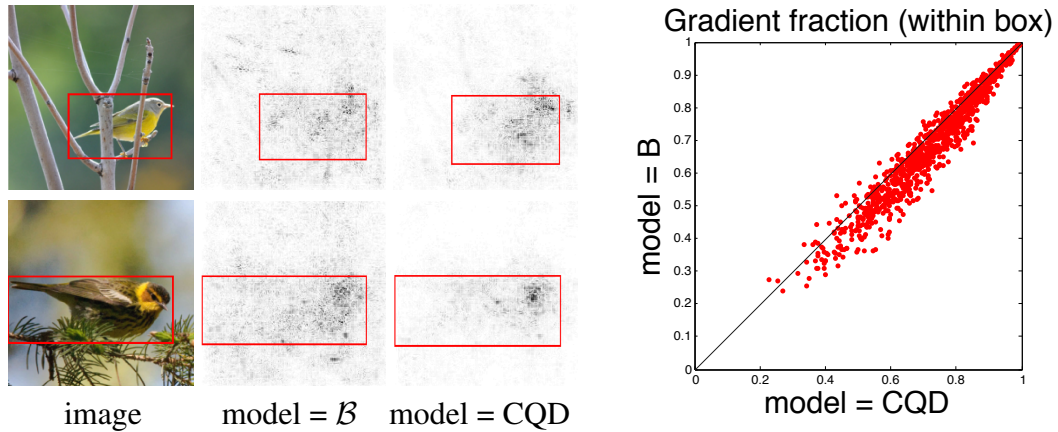 image
model = ℬ
model = CQD
Gradient fraction (within box)
model = B
1
0.9
0.8
0.7
0.6
0.5
0.4
0.3
0.2
0.1
0
0
0.2
0.4
0.6
0.8
1
model = CQD